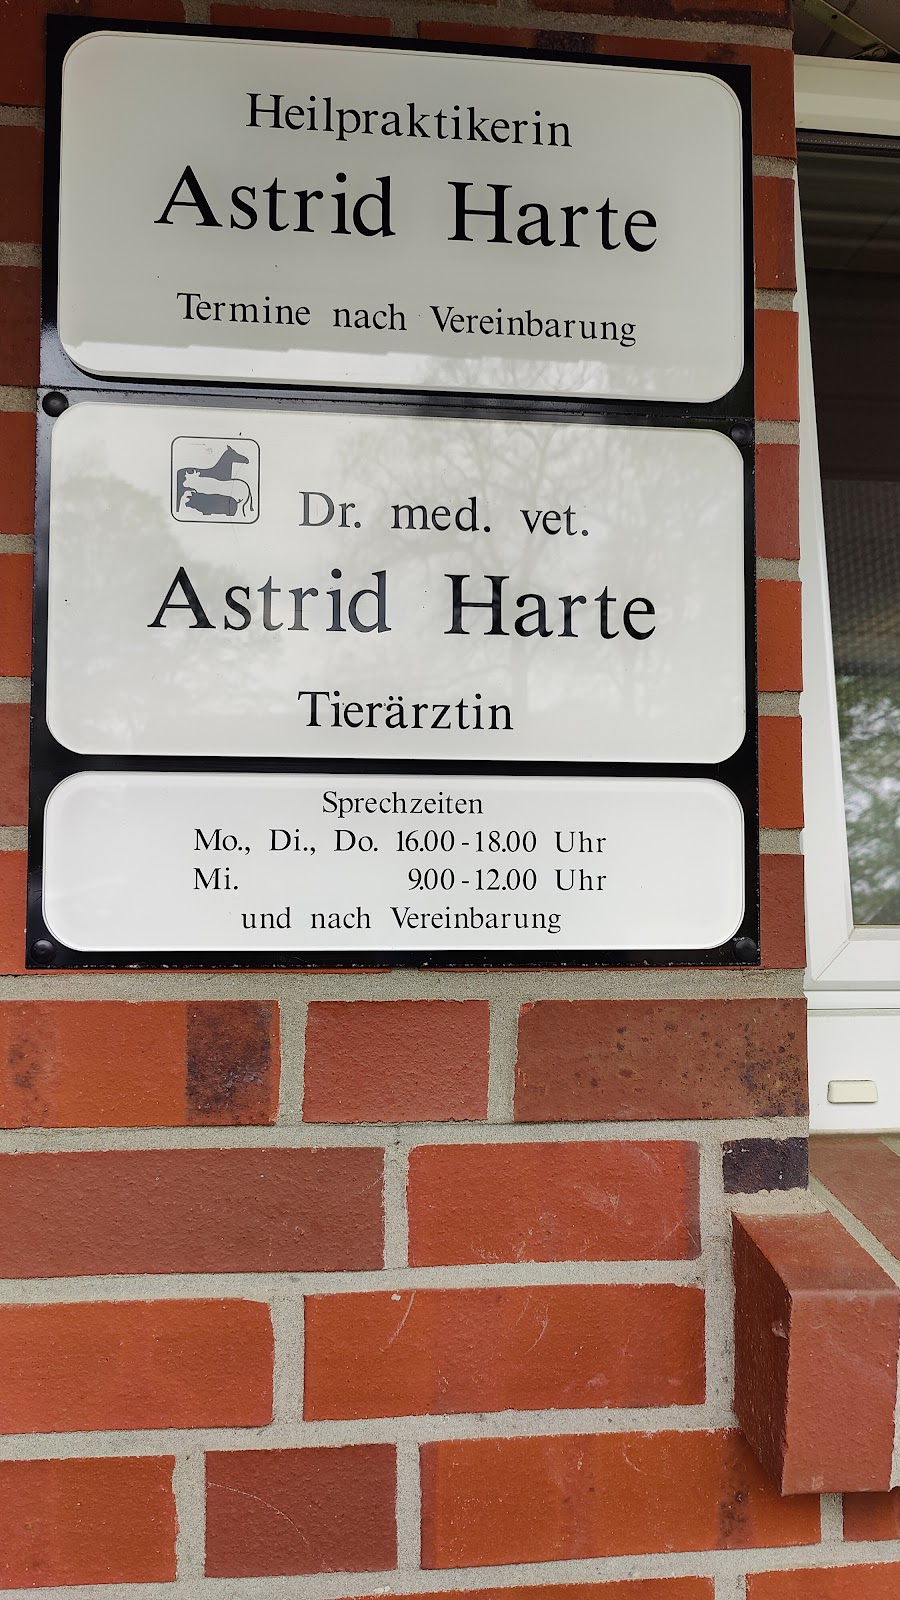 Heilpraktikerin
Astrid Harte
Termine nach Vereinbarung
Dr. med. vet.
Astrid Harte
Tierärztin
Sprechzeiten
Mo., Di., Do. 16.00-18.00 Uhr
Mi. 9.00-12.00 Uhr
und nach Vereinbarung